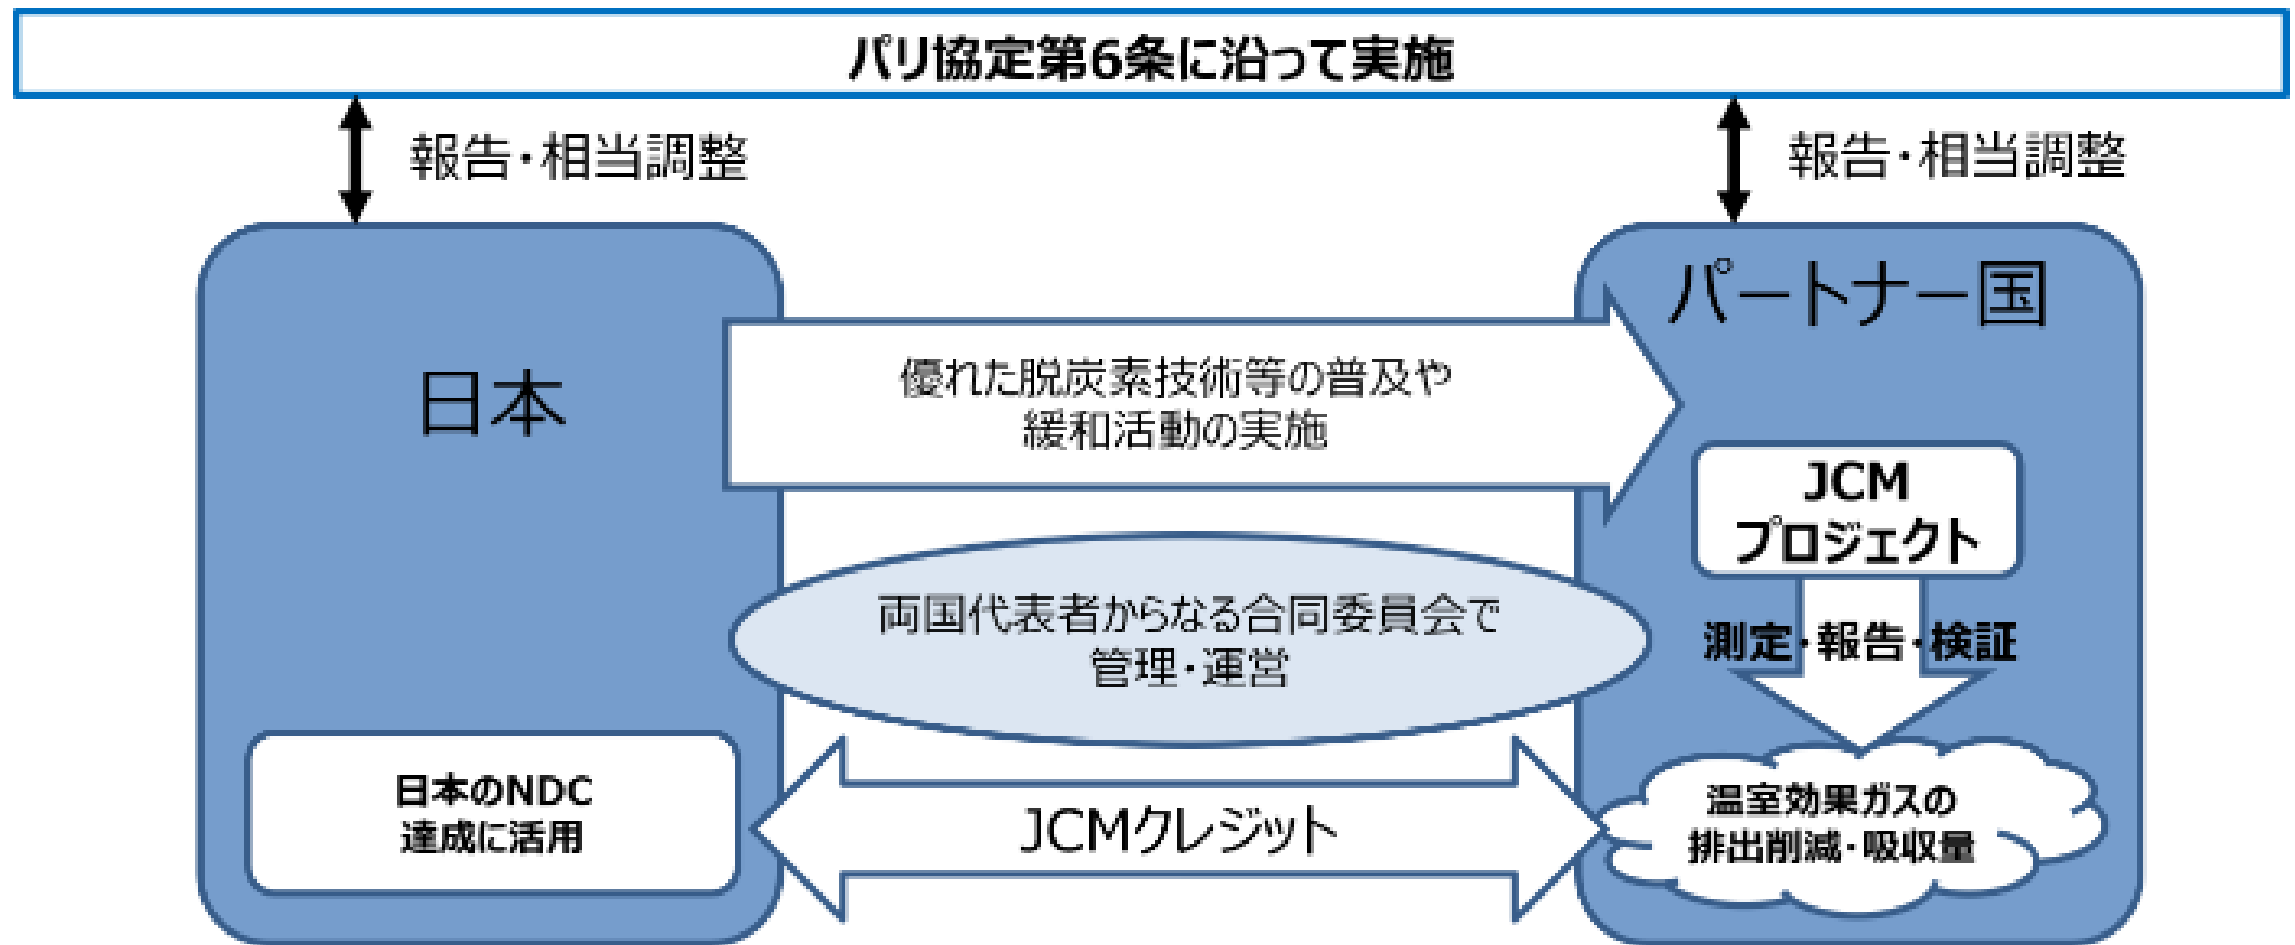 パリ協定第6条に沿って実施
報告・相当調整
報告・相当調整
日本
パートナー国
優れた脱炭素技術等の普及や
緩和活動の実施
JCM
プロジェクト
両国代表者からなる合同委員会で
管理・運営
測定・報告・検証
日本のNDC
達成に活用
JCMクレジット
温室効果ガスの
排出削減・吸収量